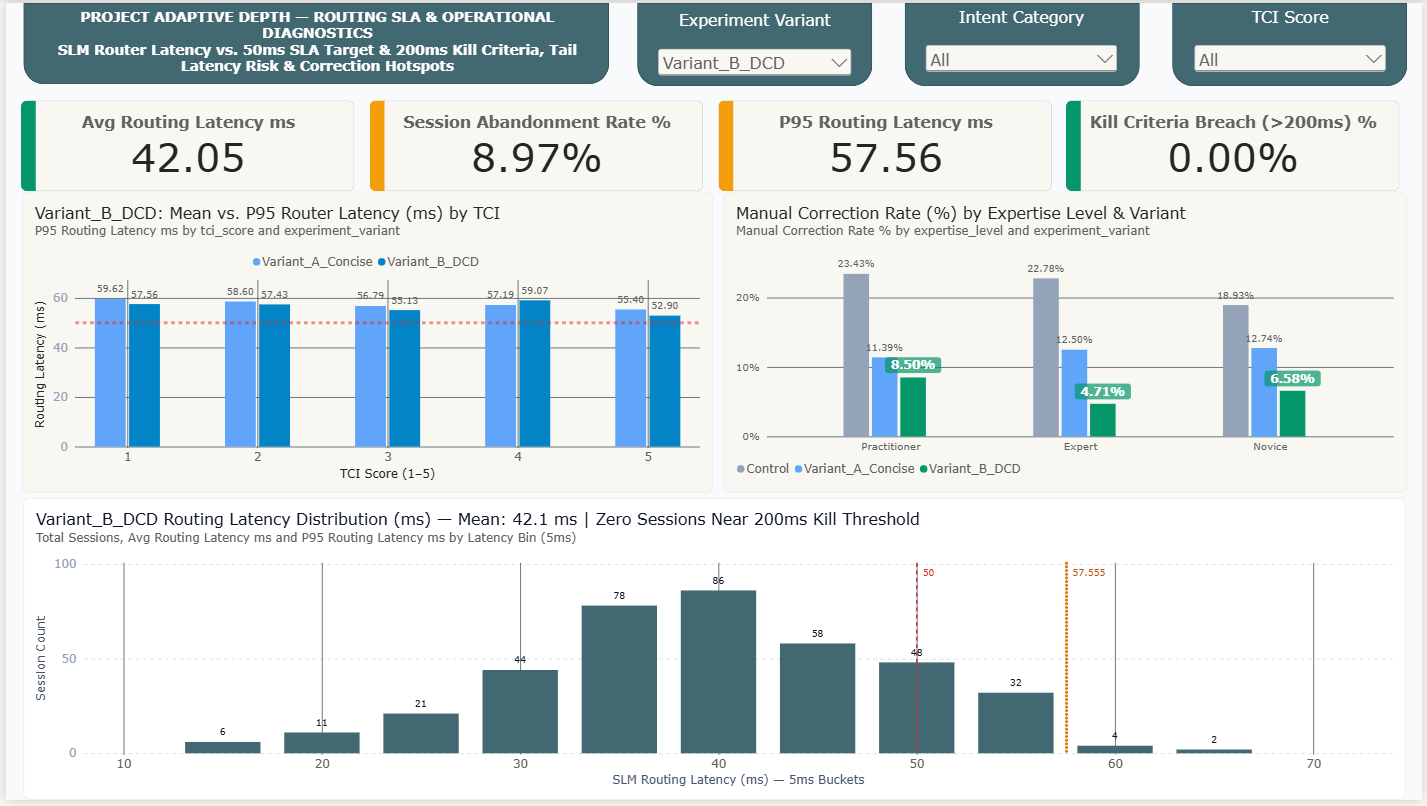 PROJECT ADAPTIVE DEPTH — ROUTING SLA & OPERATIONAL
DIAGNOSTICS
SLM Router Latency vs. 50ms SLA Target & 200ms Kill Criteria, Tail
Latency Risk & Correction Hotspots
Experiment Variant
Variant_B_DCD
Intent Category
All
TCI Score
All
Avg Routing Latency ms
42.05
Session Abandonment Rate %
8.97%
P95 Routing Latency ms
57.56
Kill Criteria Breach (>200ms) %
0.00%
Variant_B_DCD: Mean vs. P95 Router Latency (ms) by TCI
P95 Routing Latency ms by tci_score and experiment_variant
Variant_A_Concise Variant_B_DCD
Routing Latency (ms)
60
40
20
0
59.62 57.56 58.60 57.43 56.79 55.13 57.19 59.07 55.40 52.90
1 2 3 4 5
TCI Score (1–5)
Manual Correction Rate (%) by Expertise Level & Variant
Manual Correction Rate % by expertise_level and experiment_variant
20%
10%
0%
23.43% 11.39% 8.50% 22.78% 12.50% 4.71% 18.93% 12.74% 6.58%
Practitioner Expert Novice
Control Variant_A_Concise Variant_B_DCD
Variant_B_DCD Routing Latency Distribution (ms) — Mean: 42.1 ms | Zero Sessions Near 200ms Kill Threshold
Total Sessions, Avg Routing Latency ms and P95 Routing Latency ms by Latency Bin (5ms)
Session Count
100
50
0
50 57.555
6 11 21 44 78 86 58 48 32 4 2
10 20 30 40 50 60 70
SLM Routing Latency (ms) — 5ms Buckets